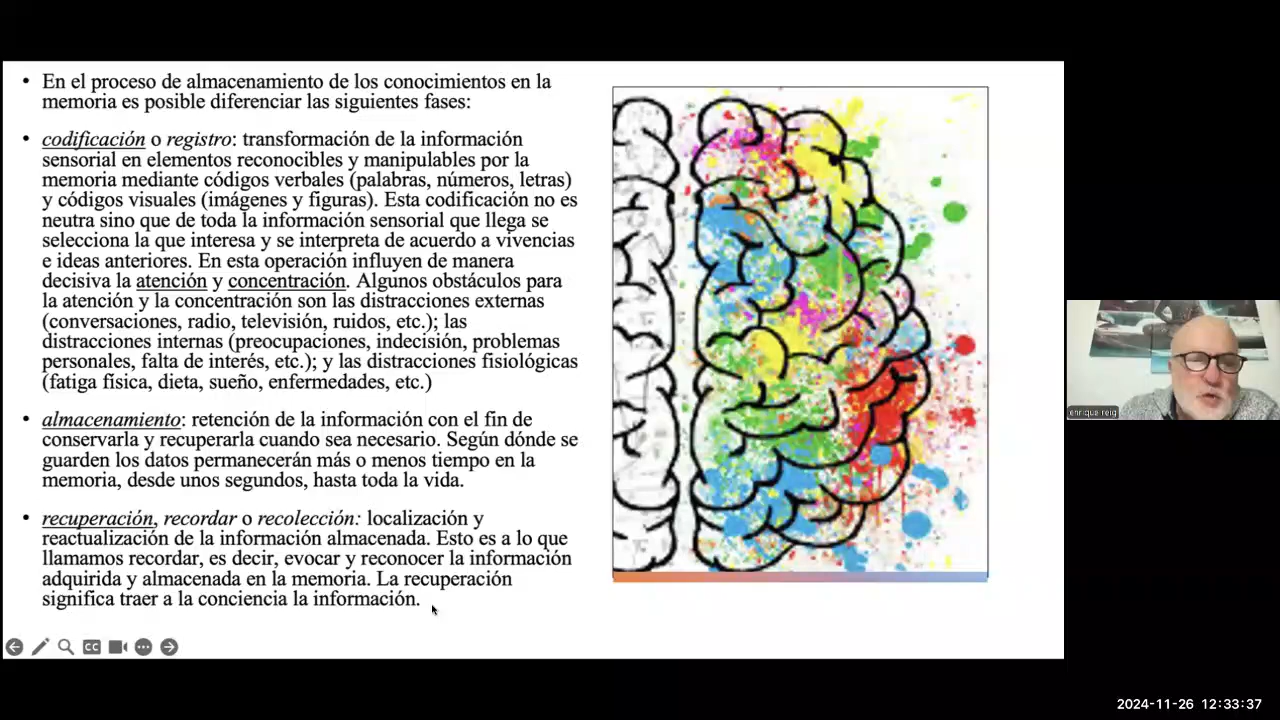 • En el proceso de almacenamiento de los conocimientos en la
memoria es posible diferenciar las siguientes fases:
• codificación o registro: transformación de la información
sensorial en elementos reconocibles y manipulables por la
memoria mediante códigos verbales (palabras, números, letras)
y códigos visuales (imágenes y figuras). Esta codificación no es
neutra sino que de toda la información sensorial que llega se
selecciona la que interesa y se interpreta de acuerdo a vivencias
e ideas anteriores. En esta operación influyen de manera
decisiva la atención y concentración. Algunos obstáculos para
la atención y la concentración son las distracciones externas
(conversaciones, radio, televisión, ruidos, etc.); las
distracciones internas (preocupaciones, indecisión, problemas
personales, falta de interés, etc.); y las distracciones fisiológicas
(fatiga física, dieta, sueño, enfermedades, etc.)
• almacenamiento: retención de la información con el fin de
conservarla y recuperarla cuando sea necesario. Según dónde se
guarden los datos permanecerán más o menos tiempo en la
memoria, desde unos segundos, hasta toda la vida.
• recuperación, recordar o recolección: localización y
reactualización de la información almacenada. Esto es a lo que
llamamos recordar, es decir, evocar y reconocer la información
adquirida y almacenada en la memoria. La recuperación
significa traer a la conciencia la información.
CC
enrique reig
2024-11-26 12:33:37